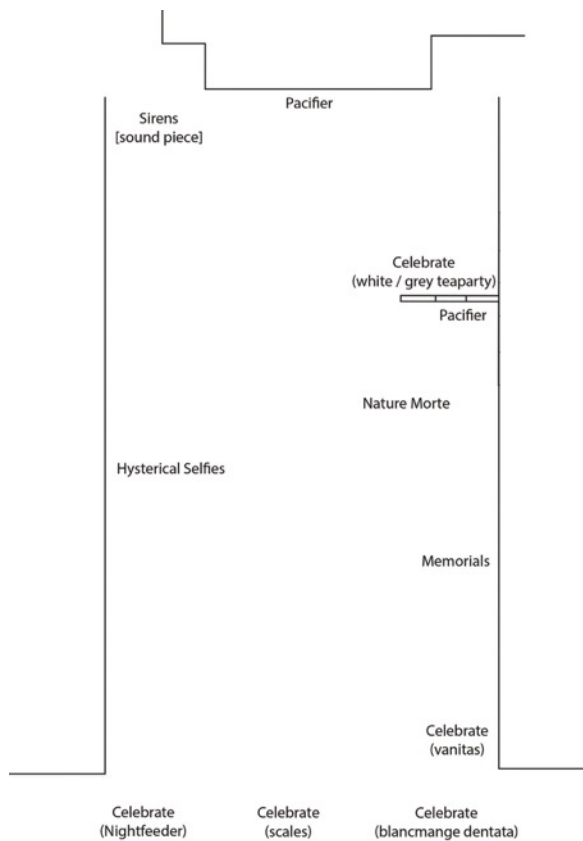 Pacifier
Sirens
[sound piece]
Celebrate
(white / grey teaparty)
Pacifier
Nature Morte
Hysterical Selfies
Memorials
Celebrate
(vanitas)
Celebrate
(Nightfeeder)
Celebrate
(scales)
Celebrate
(blancmange dentata)